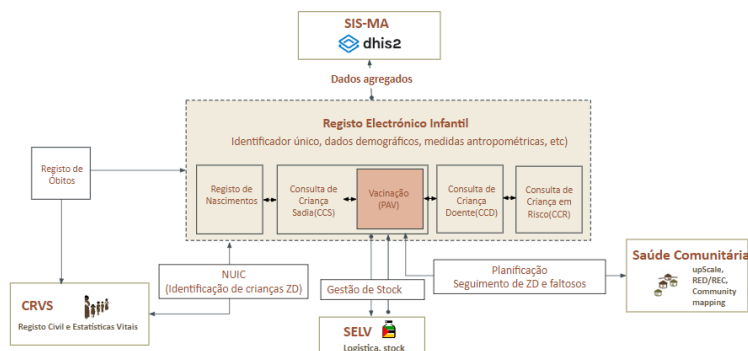 SIS-MA
dhis2
Dados agregados
Registo Electrónico Infantil
Identificador único, dados demográficos, medidas antropométricas, etc)
Registo de
Óbitos
Registo de
Nascimentos
Consulta de
Criança
Sadia(CCS)
Vacinação
(PAV)
Consulta de
Criança
Doente(CCD)
Consulta de
Criança em
Risco(CCR)
NUIC
(Identificação de crianças ZD)
Gestão de Stock
Planificação
Seguimento de ZD e faltosos
Saúde Comunitária
upScale,
RED/REC,
Community
mapping
CRVS
Registo Civil e Estatísticas Vitais
SELV
Logística, stock